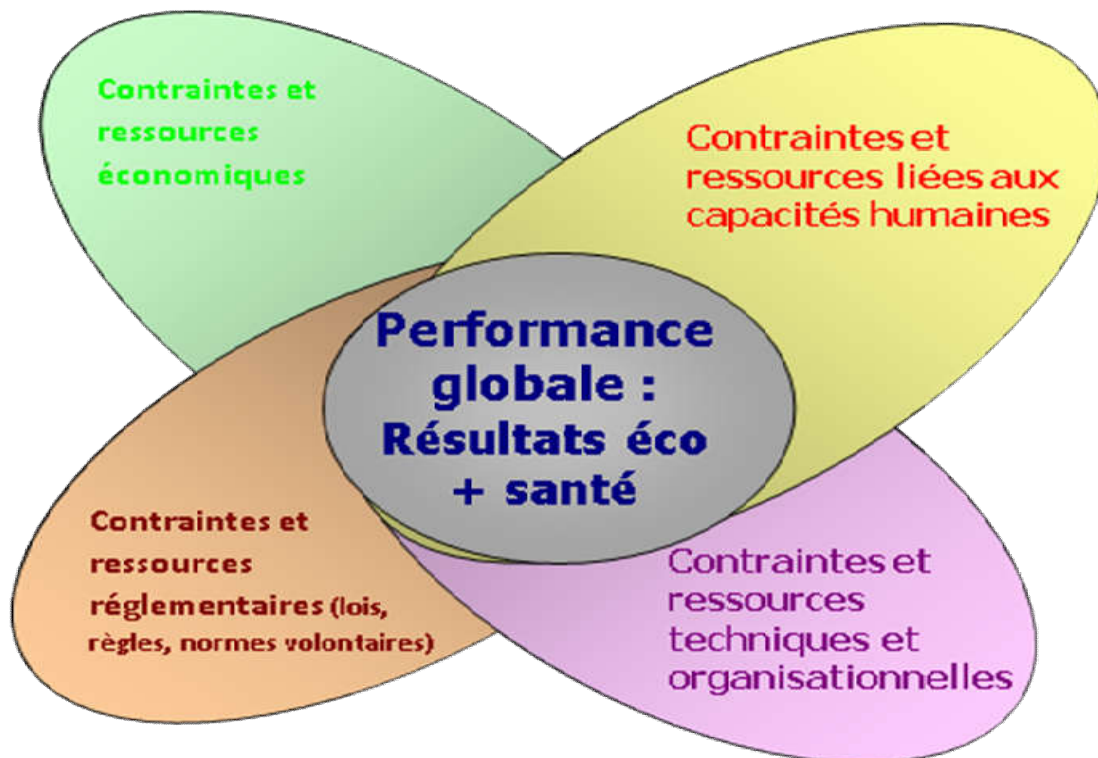 Contraintes et
ressources
économiques
Contraintes et
ressources liées aux
capacités humaines
Performance
globale :
Résultats éco
+ santé
Contraintes et
ressources
réglementaires (lois,
règles, normes volontaires)
Contraintes et
ressources
techniques et
organisationnelles